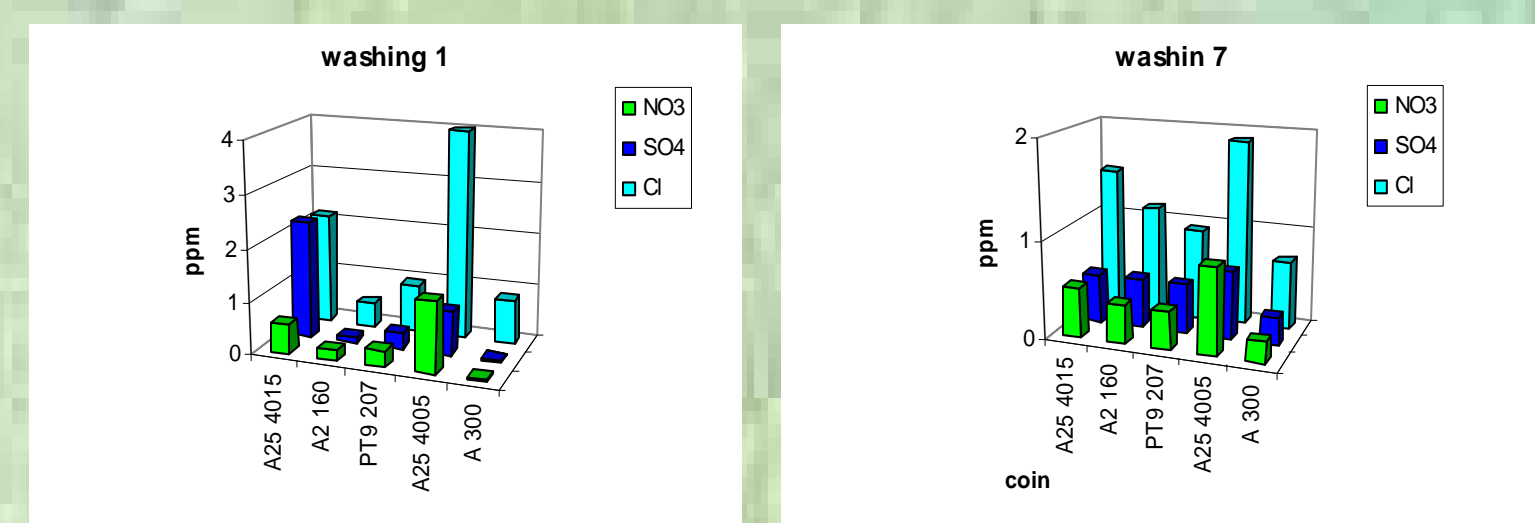 washing 1
4
3
2
1
0
ppm
A25 4015
A2 160
PT9 207
A25 4005
A 300
NO3
SO4
Cl
washin 7
2
1
0
ppm
A25 4015
A2 160
PT9 207
A25 4005
A 300
coin
NO3
SO4
Cl